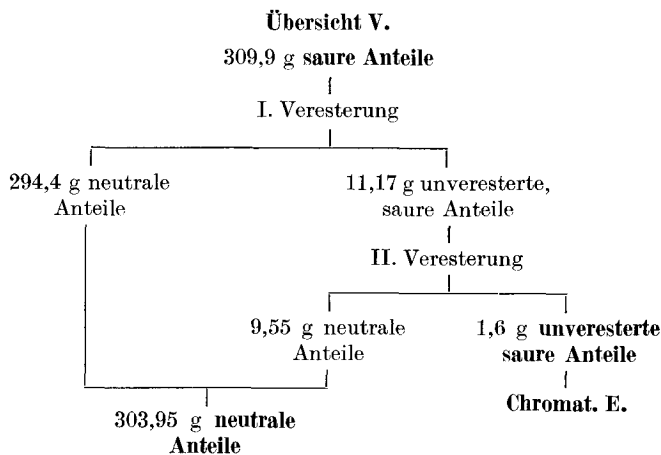 Übersicht V.
309,9 g saure Anteile
I. Veresterung
294,4 g neutrale
Anteile
11,17 g unveresterte,
saure Anteile
II. Veresterung
9,55 g neutrale
Anteile
1,6 g unveresterte
saure Anteile
Chromat. E.
303,95 g neutrale
Anteile